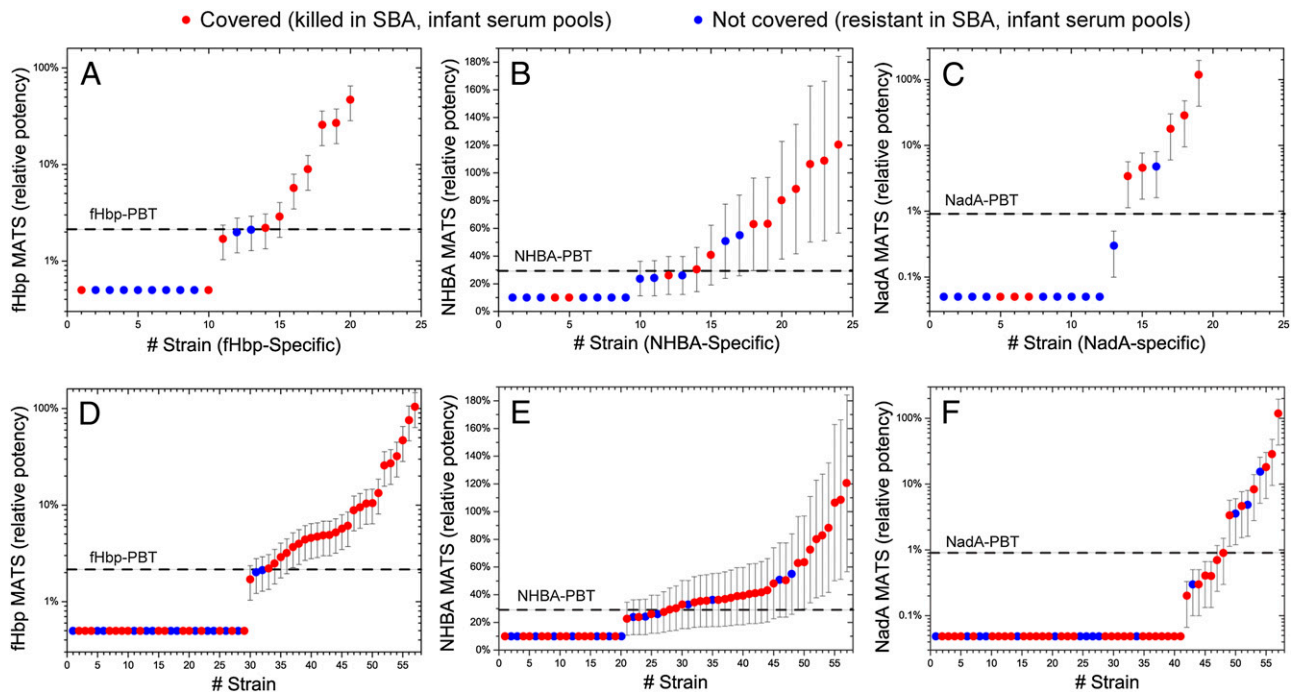 Covered (killed in SBA, infant serum pools)
Not covered (resistant in SBA, infant serum pools)
A
fHbp MATS (relative potency)
100%
10%
1%
fHbp-PBT
0 5 10 15 20 25
# Strain (fHbp-Specific)
B
NHBA MATS (relative potency)
180%
160%
140%
120%
100%
80%
60%
40%
20%
0%
NHBA-PBT
0 5 10 15 20 25
# Strain (NHBA-Specific)
C
NadA MATS (relative potency)
100%
10%
1%
0.1%
NadA-PBT
0 5 10 15 20 25
# Strain (NadA-specific)
D
fHbp MATS (relative potency)
100%
10%
1%
fHbp-PBT
0 5 10 15 20 25 30 35 40 45 50 55
# Strain
E
NHBA MATS (relative potency)
180%
160%
140%
120%
100%
80%
60%
40%
20%
0%
NHBA-PBT
0 5 10 15 20 25 30 35 40 45 50 55
# Strain
F
NadA MATS (relative potency)
100%
10%
1%
0.1%
NadA-PBT
0 5 10 15 20 25 30 35 40 45 50 55
# Strain